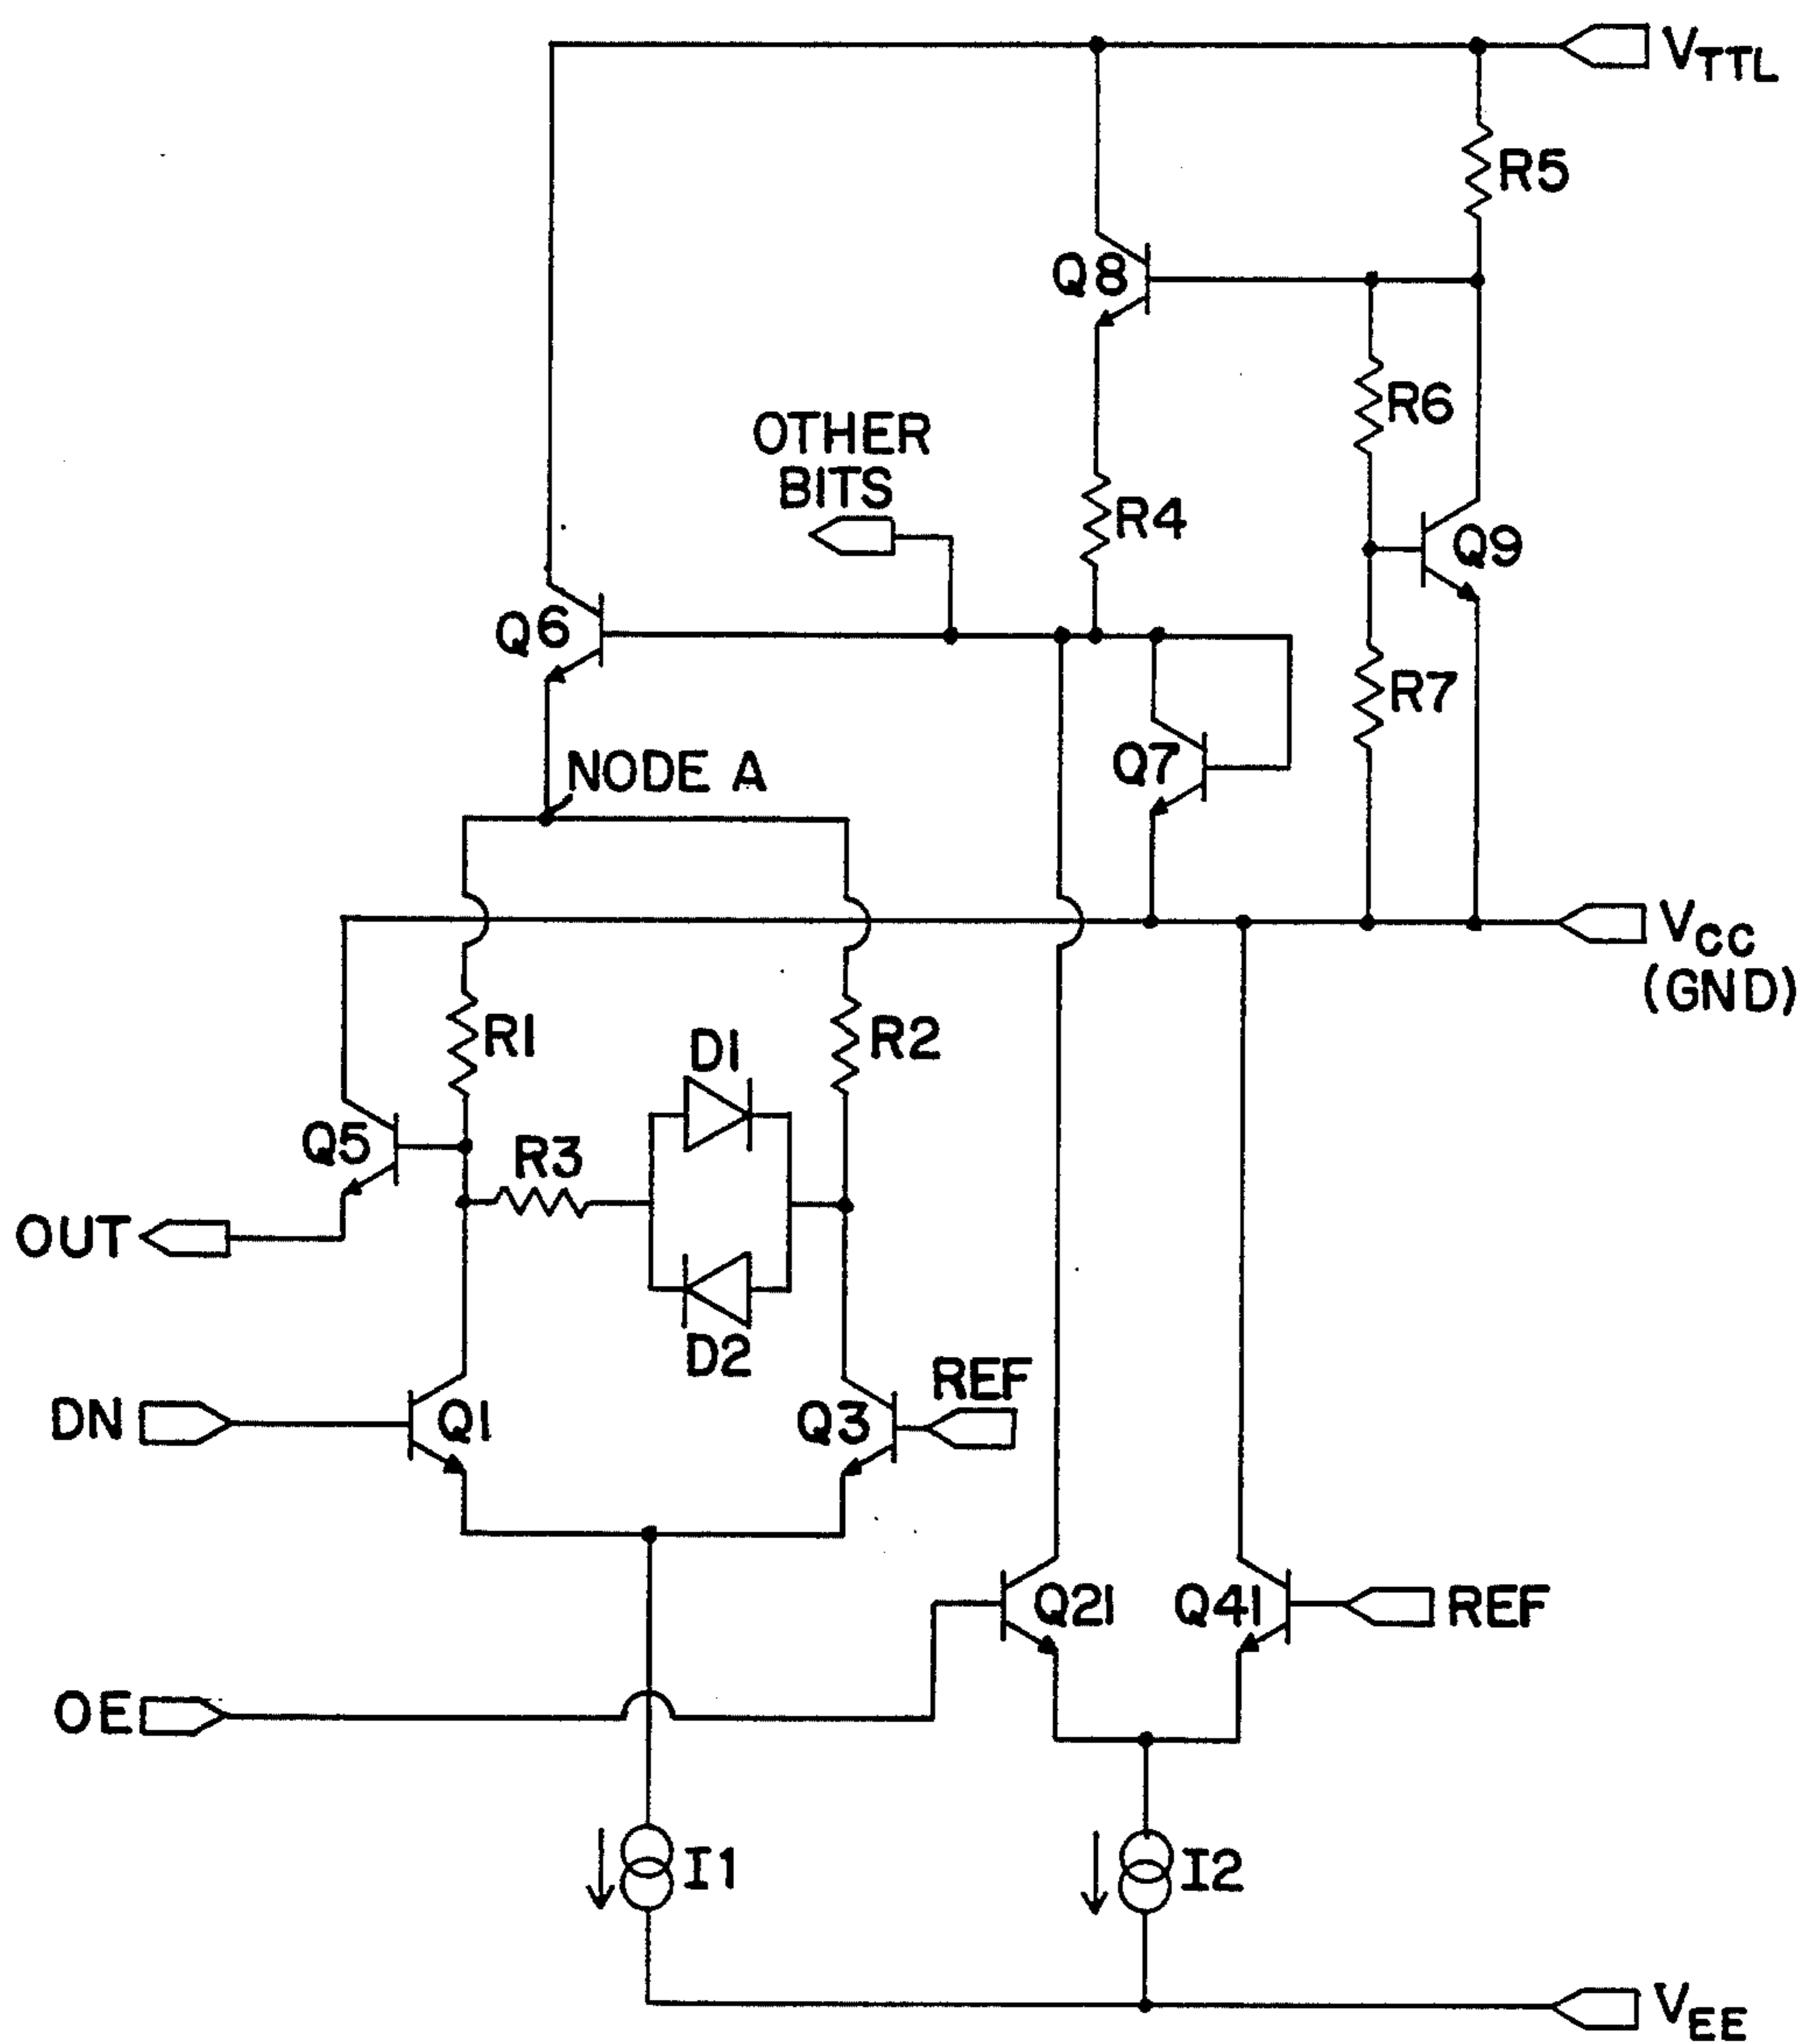 VTTL
R5
Q8
R6
OTHER
BITS
R4
Q9
Q6
R7
Q7
NODE A
VCC
(GND)
R1
D1
R2
Q5
R3
OUT
D2
REF
DN
Q1
Q3
Q21
Q41
REF
OE
I1
I2
VEE